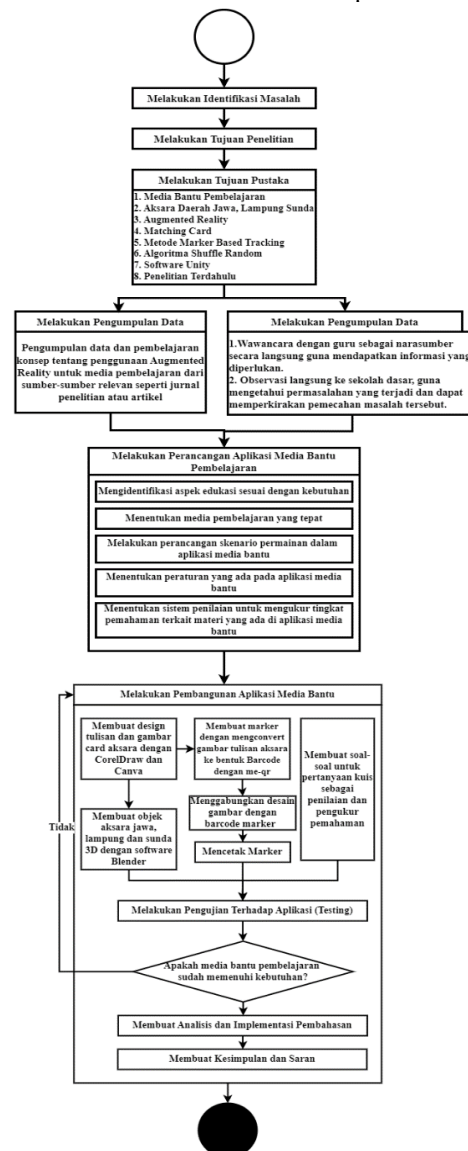 Melakukan Identifikasi Masalah
Melakukan Tujuan Penelitian
Melakukan Tujuan Pustaka
1. Media Bantu Pembelajaran
2. Aksara Daerah Jawa, Lampung Sunda
3. Augmented Reality
4. Matching Card
5. Metode Marker Based Tracking
6. Algoritma Shuffle Random
7. Software Unity
8. Penelitian Terdahulu
Melakukan Pengumpulan Data
Pengumpulan data dan pembelajaran
konsep tentang penggunaan Augmented
Reality untuk media pembelajaran dari
sumber-sumber relevan seperti jurnal
penelitian atau artikel
Melakukan Pengumpulan Data
1.Wawancara dengan guru sebagai narasumber
secara langsung guna mendapatkan informasi yang
diperlukan.
2. Observasi langsung ke sekolah dasar, guna
mengetahui permasalahan yang terjadi dan dapat
memperkirakan pemecahan masalah tersebut.
Melakukan Perancangan Aplikasi Media Bantu
Pembelajaran
Mengidentifikasi aspek edukasi sesuai dengan kebutuhan
Menentukan media pembelajaran yang tepat
Melakukan perancangan skenario permainan dalam
aplikasi media bantu
Menentukan peraturan yang ada pada aplikasi media
bantu
Menentukan sistem penilaian untuk mengukur tingkat
pemahaman terkait materi yang ada di aplikasi media
bantu
Melakukan Pembangunan Aplikasi Media Bantu
Membuat design
tulisan dan gambar
card aksara dengan
CorelDraw dan
Canva
Membuat marker
dengan mengconvert
gambar tulisan aksara
ke bentuk Barcode
dengan me-qr
Membuat soal-
soal untuk
pertanyaan kuis
sebagai
penilaian dan
pengukur
pemahaman
Membuat objek
aksara jawa,
lampung dan sunda
3D dengan software
Blender
Menggabungkan desain
gambar dengan
barcode marker
Mencetak Marker
Tidak
Melakukan Pengujian Terhadap Aplikasi (Testing)
Apakah media bantu pembelajaran
sudah memenuhi kebutuhan?
Membuat Analisis dan Implementasi Pembahasan
Membuat Kesimpulan dan Saran